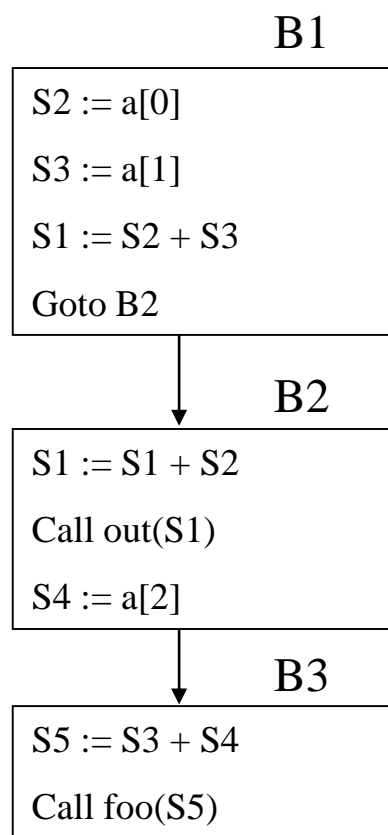 B1
S2 := a[0]
S3 := a[1]
S1 := S2 + S3
Goto B2
B2
S1 := S1 + S2
Call out(S1)
S4 := a[2]
B3
S5 := S3 + S4
Call foo(S5)